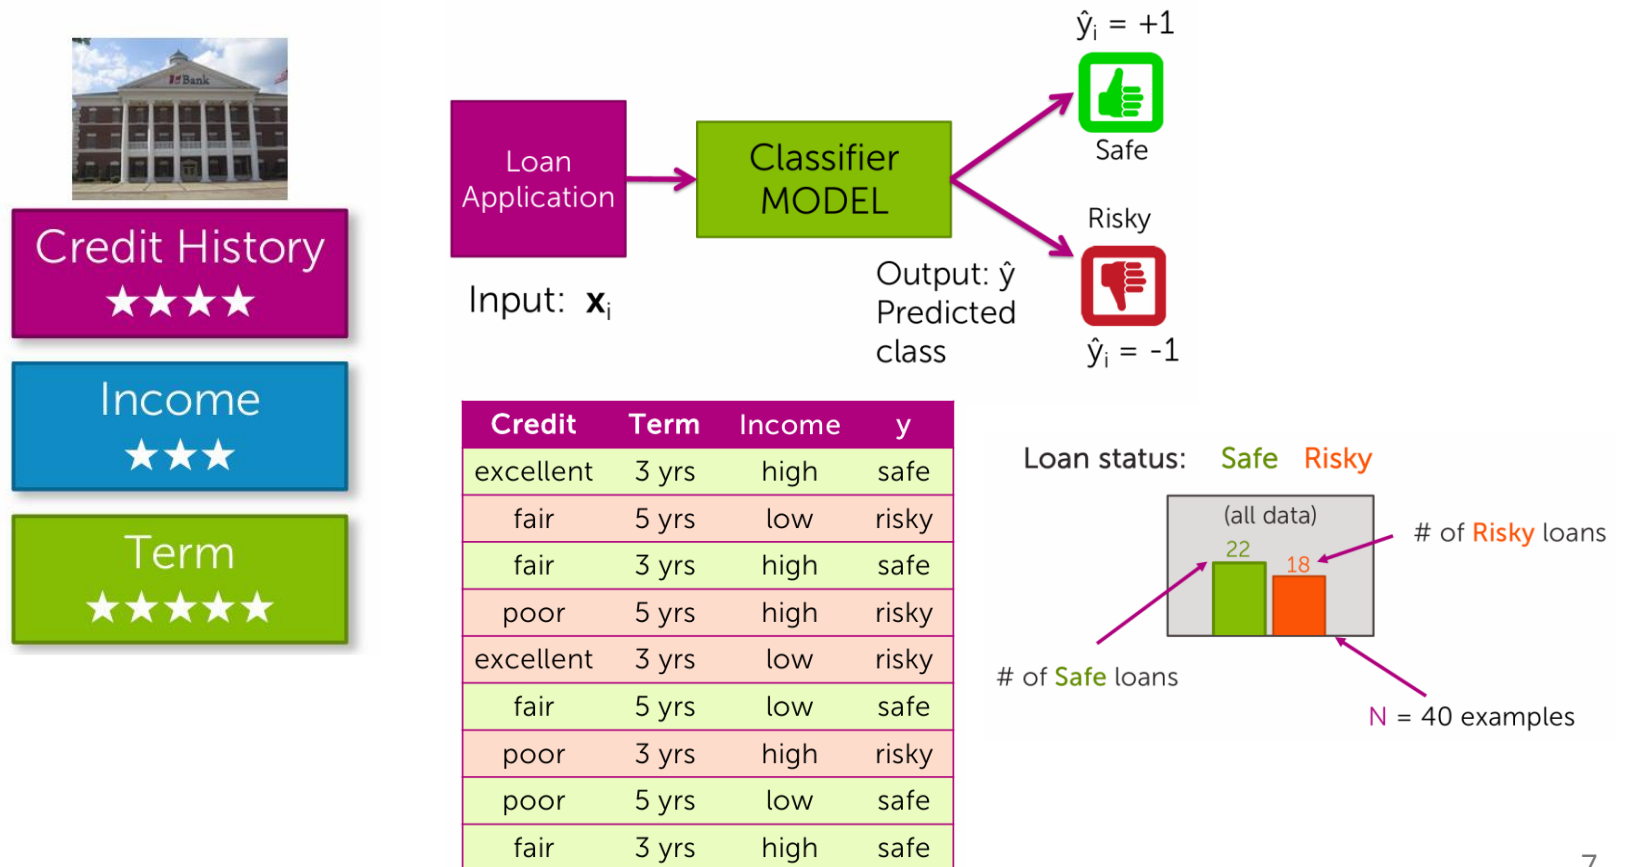 Bank
Credit History
Income
Term
Loan
Application
Input: xᵢ
Classifier
MODEL
Output: ŷ
Predicted
class
ŷᵢ = +1
Safe
Risky
ŷᵢ = -1
Credit Term Income y
excellent 3 yrs high safe
fair 5 yrs low risky
fair 3 yrs high safe
poor 5 yrs high risky
excellent 3 yrs low risky
fair 5 yrs low safe
poor 3 yrs high risky
poor 5 yrs low safe
fair 3 yrs high safe
Loan status: Safe Risky
(all data)
22
18
# of Risky loans
# of Safe loans
N = 40 examples
7